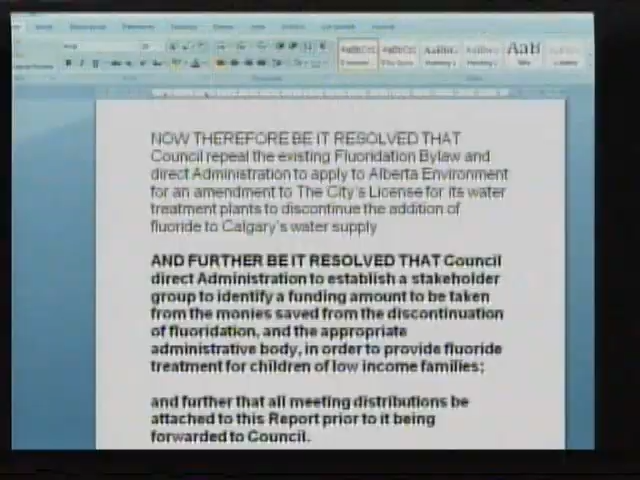 NOW THEREFORE BE IT RESOLVED THAT
Council repeal the existing Fluoridation Bylaw and
direct Administration to apply to Alberta Environment
for an amendment to The City's License for its water
treatment plants to discontinue the addition of
fluoride to Calgary's water supply
AND FURTHER BE IT RESOLVED THAT Council
direct Administration to establish a stakeholder
group to identify a funding amount to be taken
from the monies saved from the discontinuation
of fluoridation, and the appropriate
administrative body, in order to provide fluoride
treatment for children of low income families;
and further that all meeting distributions be
attached to this Report prior to it being
forwarded to Council.